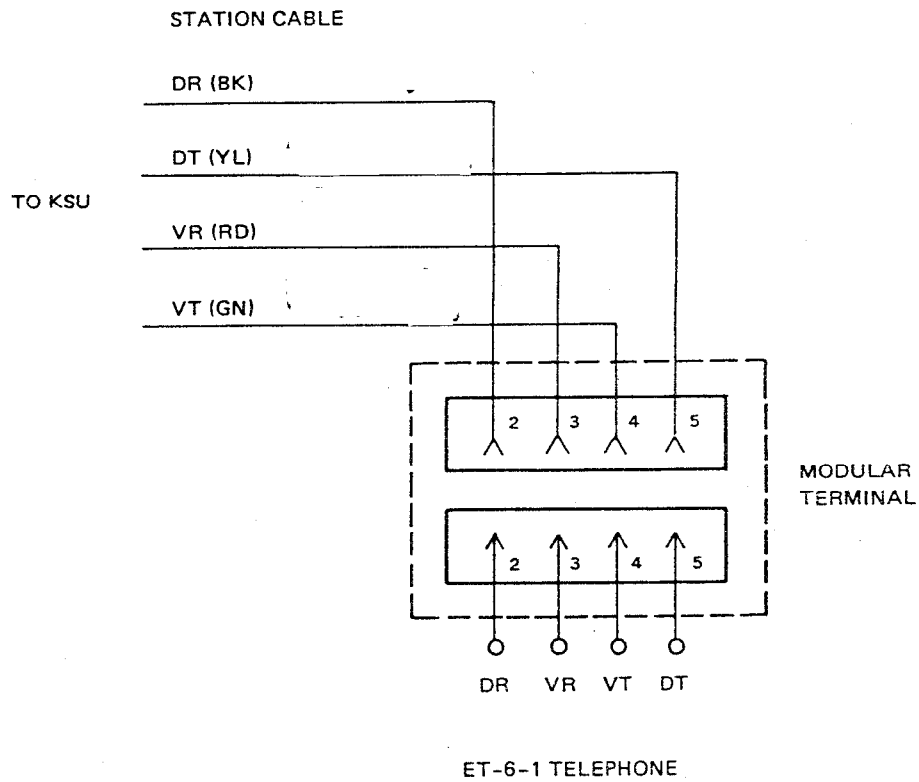 STATION CABLE
DR (BK)
DT (YL)
TO KSU
VR (RD)
VT (GN)
2 3 4 5
MODULAR
TERMINAL
2 3 4 5
DR VR VT DT
ET-6-1 TELEPHONE